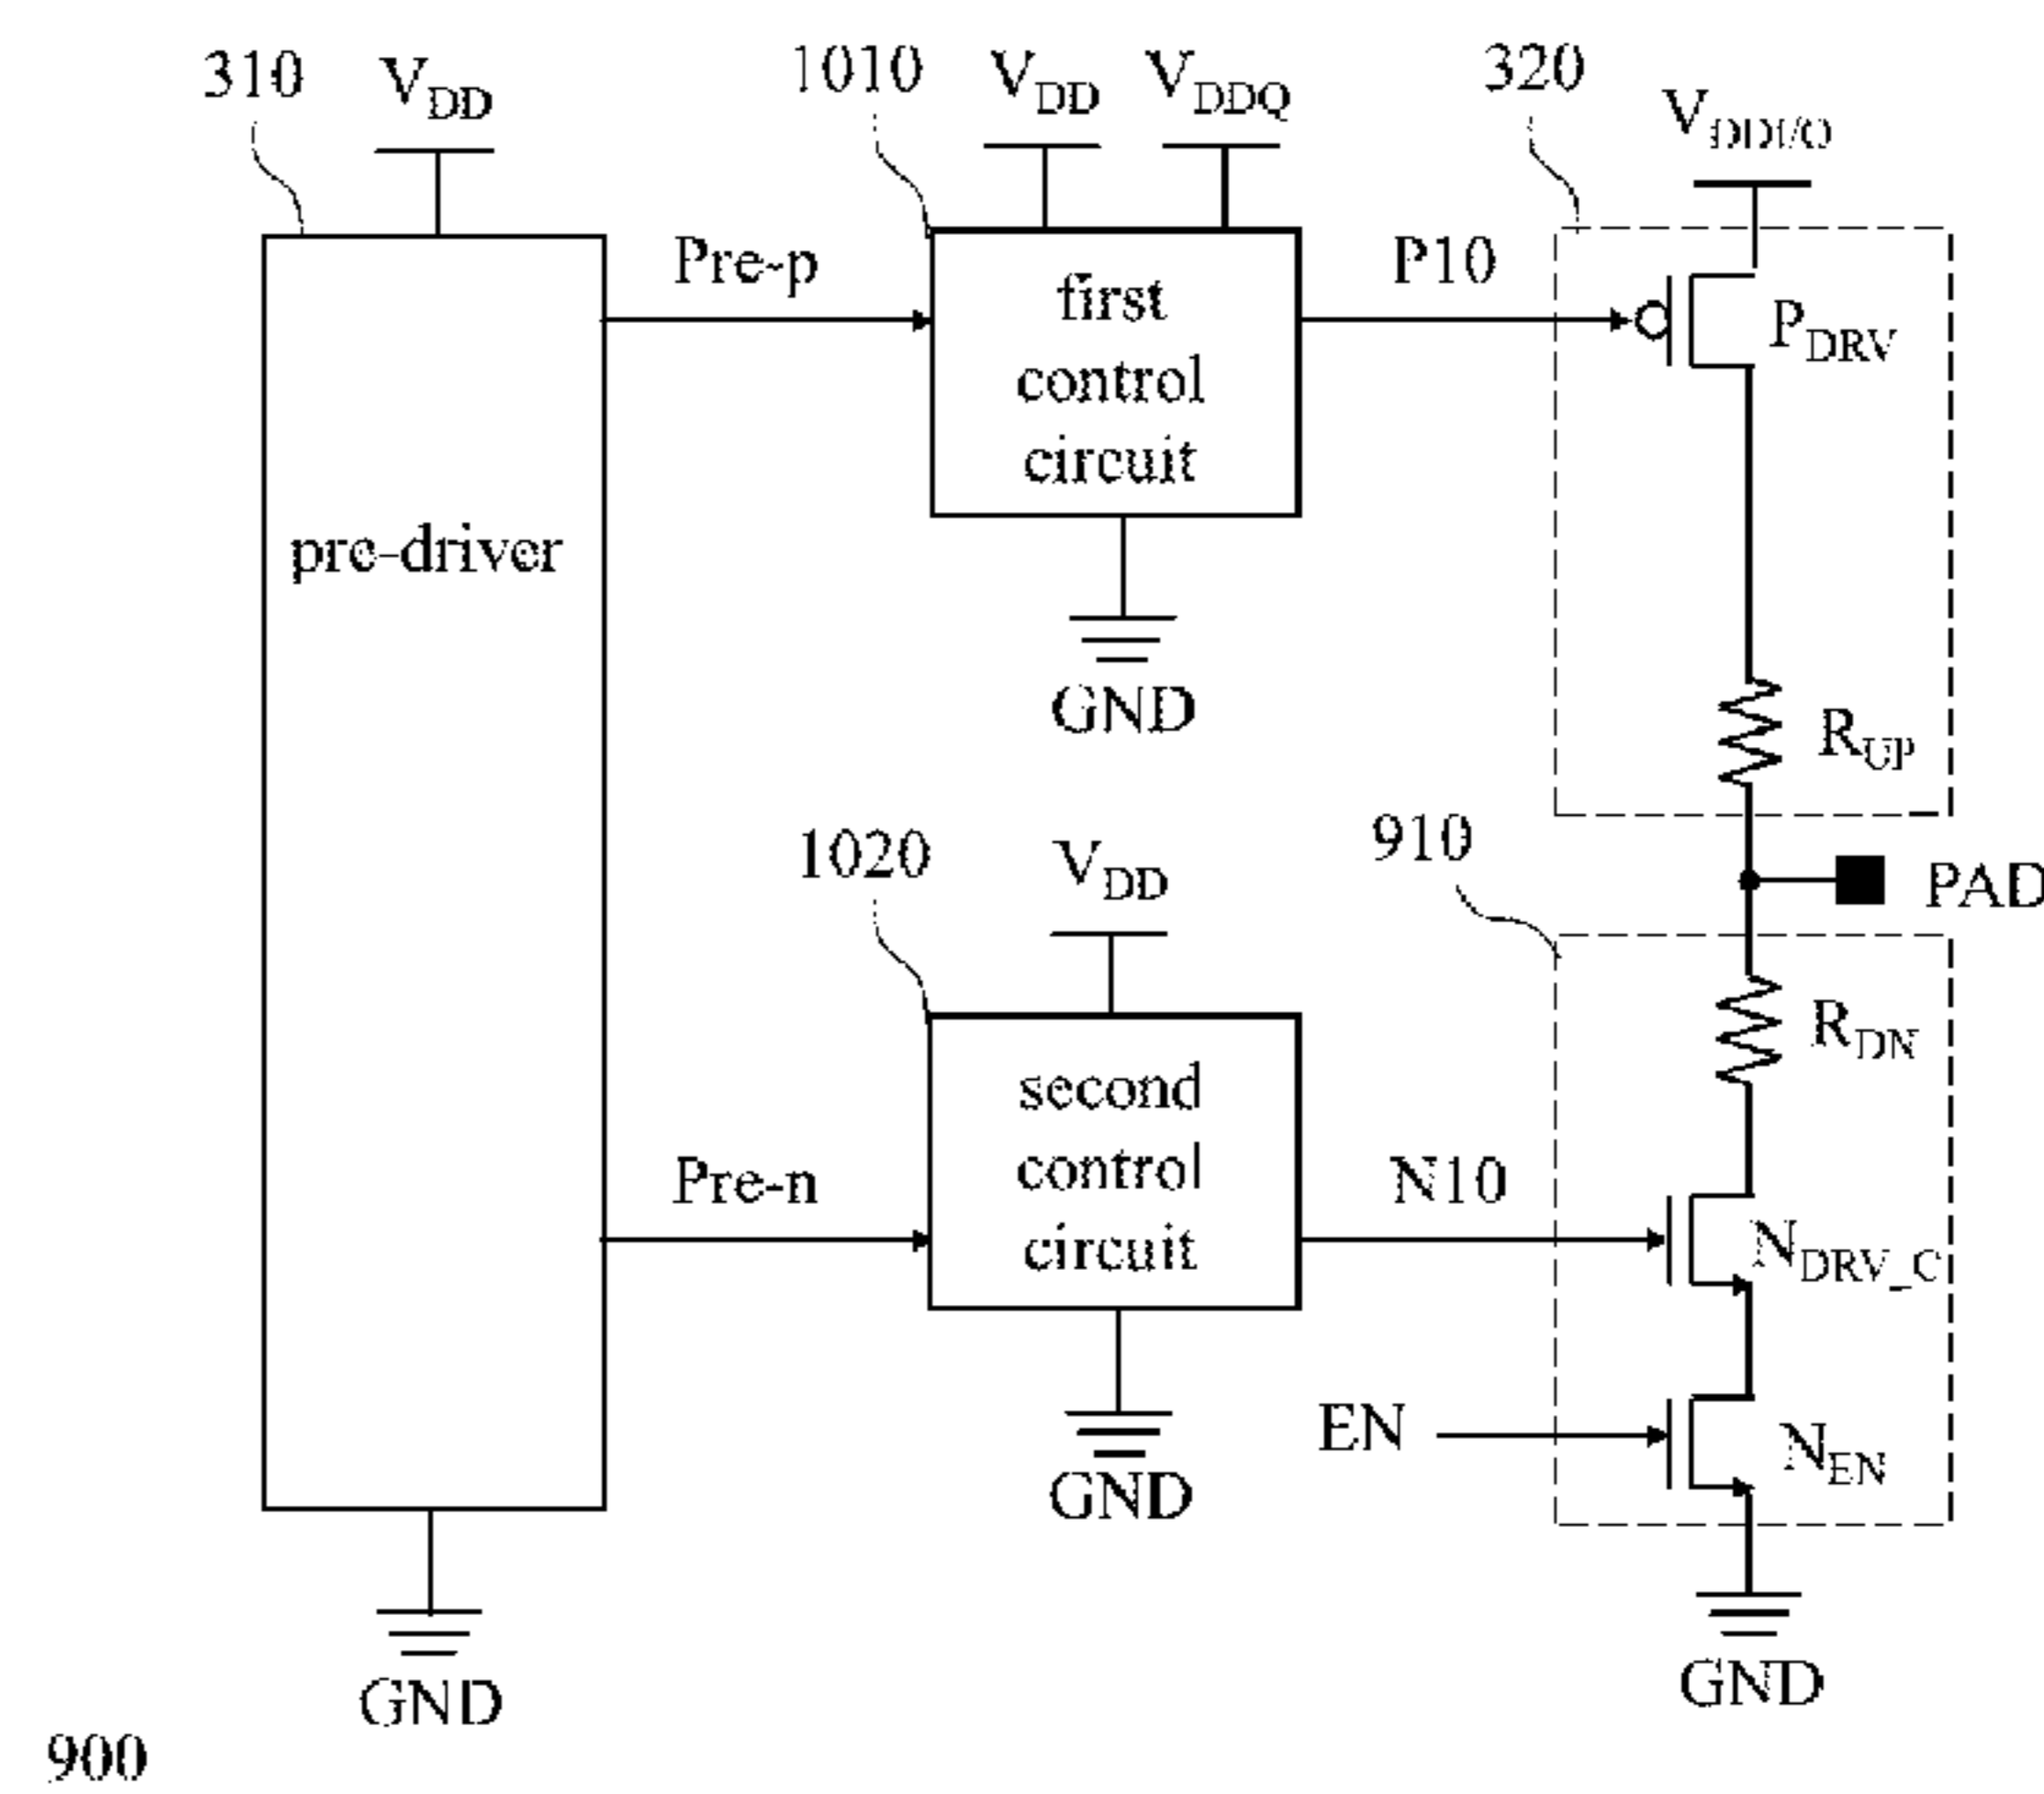 310
VDD
1010
VDD
VDDQ
320
VDDI/O
Pre-p
first
control
circuit
P10
PDRV
pre-driver
GND
RUP
1020
VDD
910
PAD
RDN
second
control
circuit
Pre-n
N10
NDRV_C
EN
NEN
GND
GND
GND
900